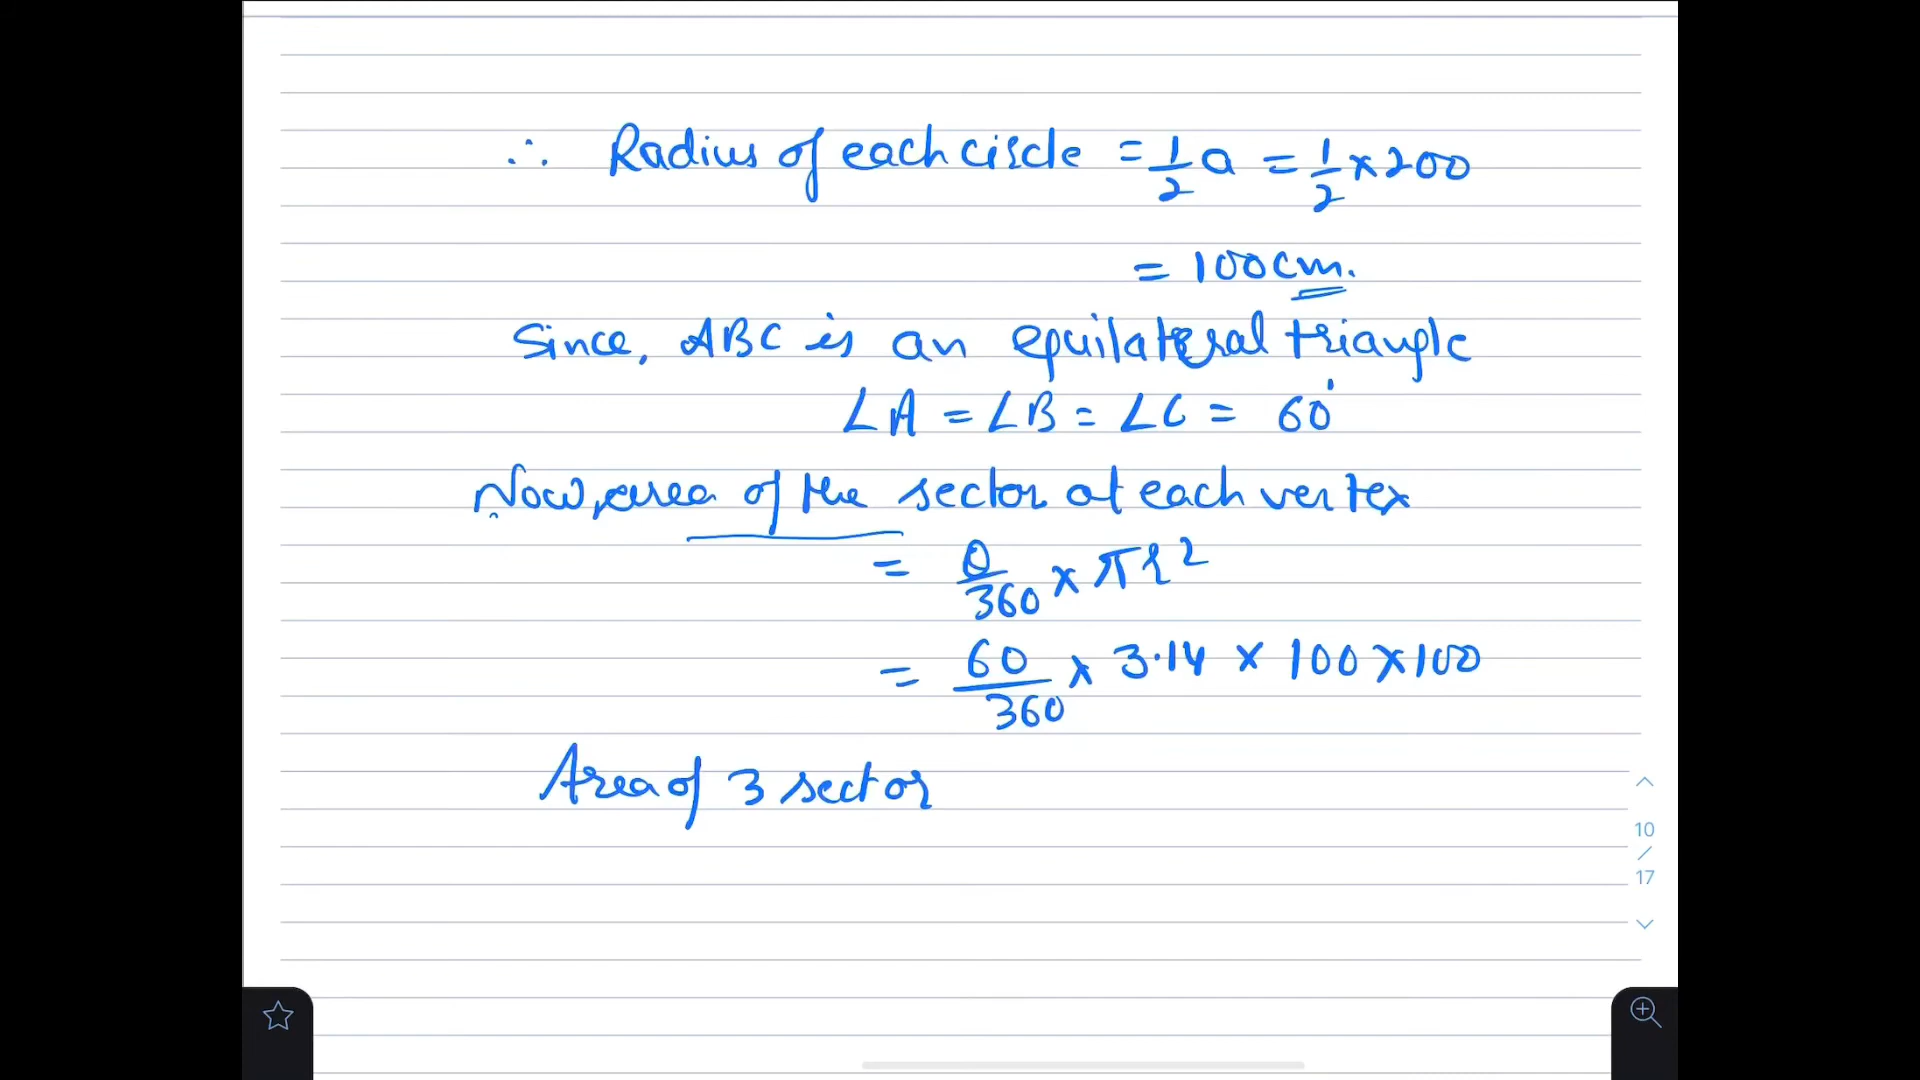 ∴ Radius of each circle = 1/2 a = 1/2 × 200
= 100cm.
Since, ABC is an equilateral triangle
∠A = ∠B = ∠C = 60°
Now, area of the sector at each vertex
= θ/360 × πr²
= 60/360 × 3.14 × 100 × 100
Area of 3 sector
10
/
17